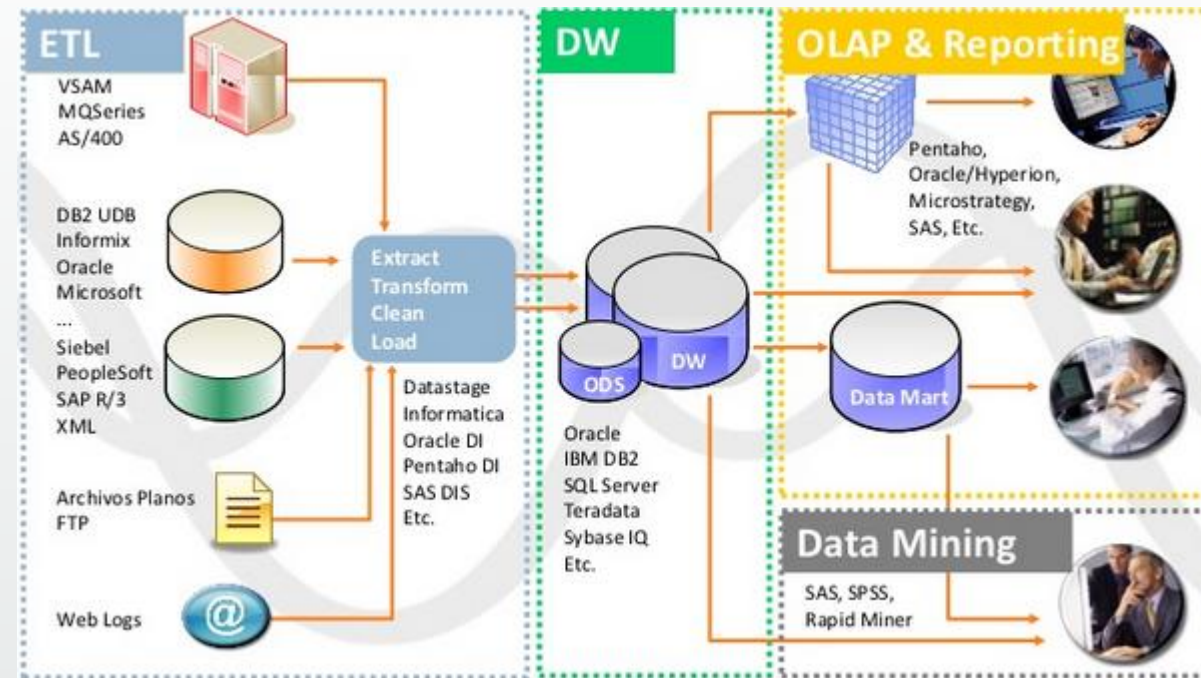 ETL
VSAM
MQSeries
AS/400
DB2 UDB
Informix
Oracle
Microsoft
...
Siebel
PeopleSoft
SAP R/3
XML
Archivos Planos
FTP
Web Logs
@
Extract
Transform
Clean
Load
Datastage
Informatica
Oracle DI
Pentaho DI
SAS DIS
Etc.
DW
ODS
DW
Oracle
IBM DB2
SQL Server
Teradata
Sybase IQ
Etc.
OLAP & Reporting
Pentaho,
Oracle/Hyperion,
Microstrategy,
SAS, Etc.
Data Mart
Data Mining
SAS, SPSS,
Rapid Miner